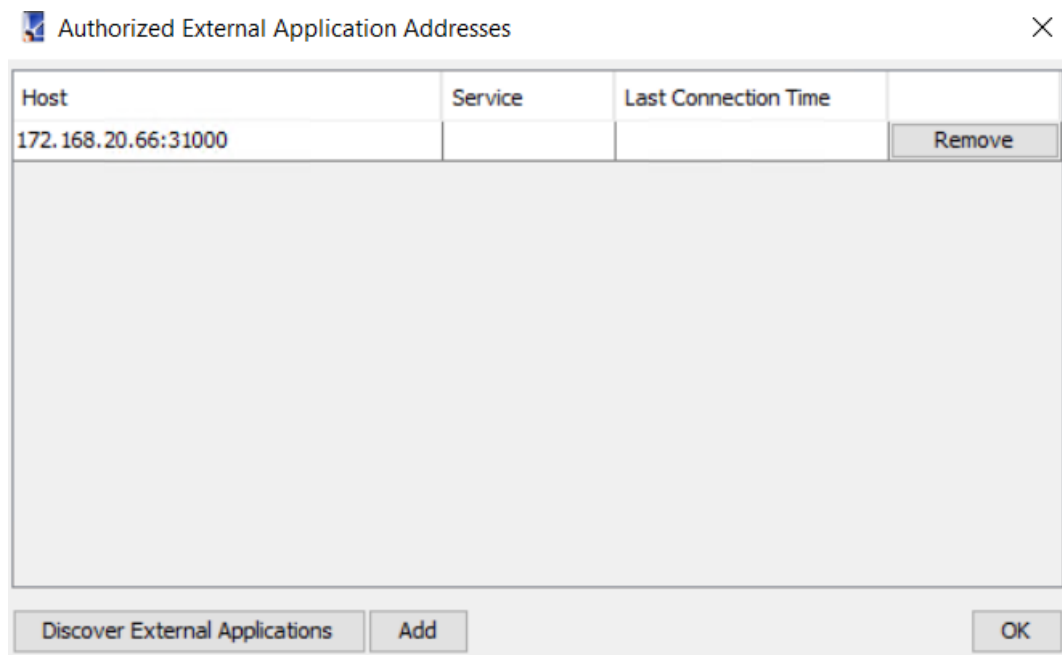 Authorized External Application Addresses
Host Service Last Connection Time
172.168.20.66:31000 Remove
Discover External Applications Add OK